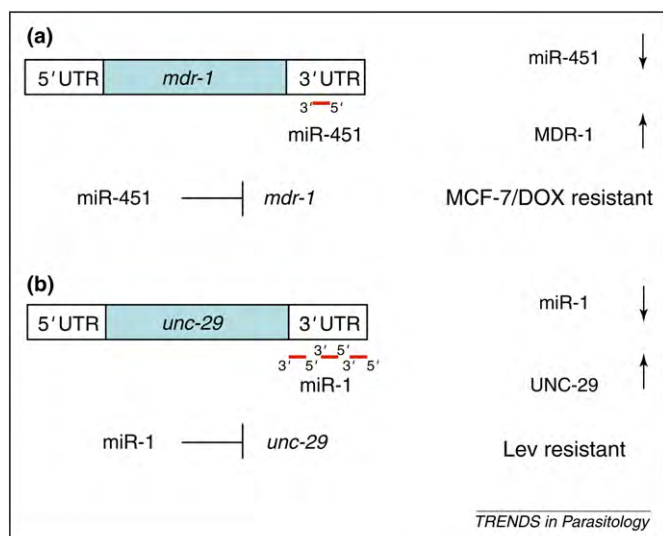 (a)
5′UTR mdr-1 3′UTR
3′ 5′
miR-451
miR-451 mdr-1
miR-451
MDR-1
MCF-7/DOX resistant
(b)
5′UTR unc-29 3′UTR
3′ 5′
3′ 5′ 3′ 5′
miR-1
miR-1 unc-29
miR-1
UNC-29
Lev resistant
TRENDS in Parasitology